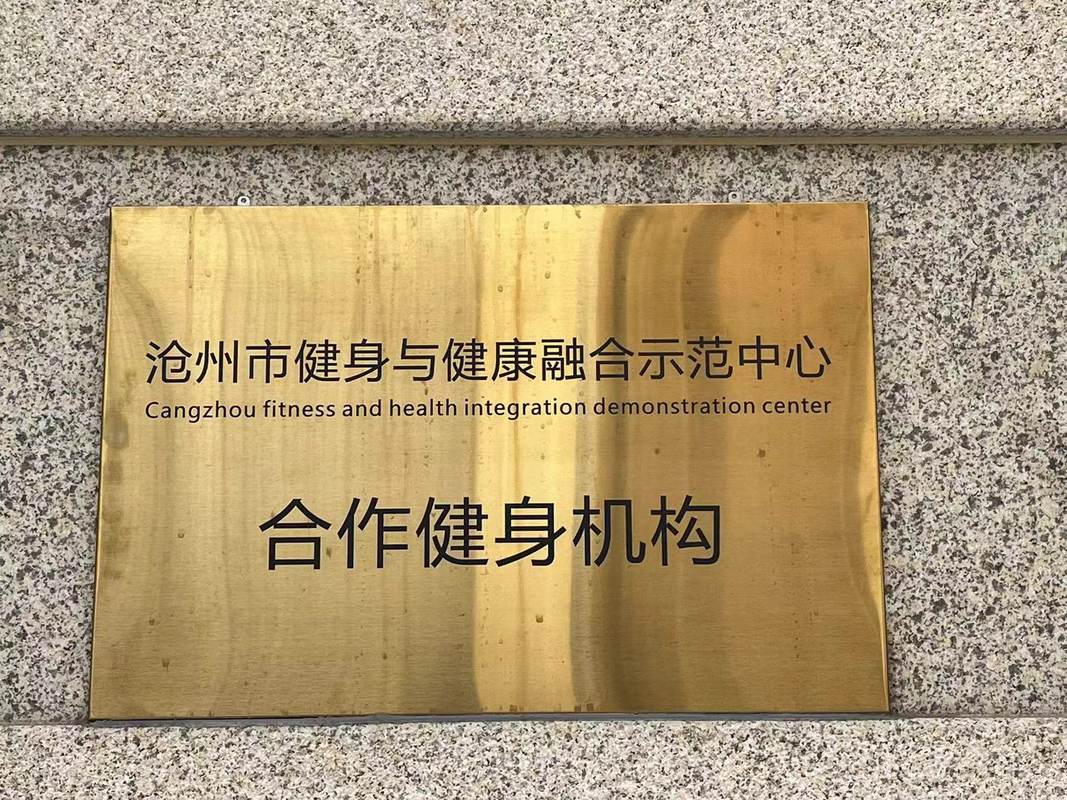 沧州市健身与健康融合示范中心
Cangzhou fitness and health integration demonstration center
合作健身机构